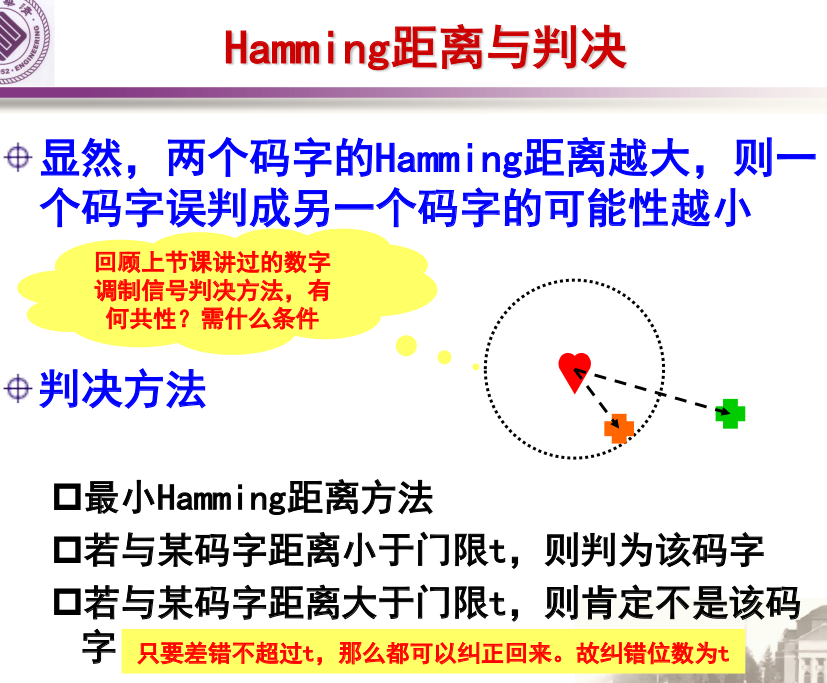 Hamming距离与判决
显然，两个码字的Hamming距离越大，则一
个码字误判成另一个码字的可能性越小
回顾上节课讲过的数字
调制信号判决方法，有
何共性？需什么条件
判决方法
最小Hamming距离方法
若与某码字距离小于门限t，则判为该码字
若与某码字距离大于门限t，则肯定不是该码
字
只要差错不超过t，那么都可以纠正回来。故纠错位数为t